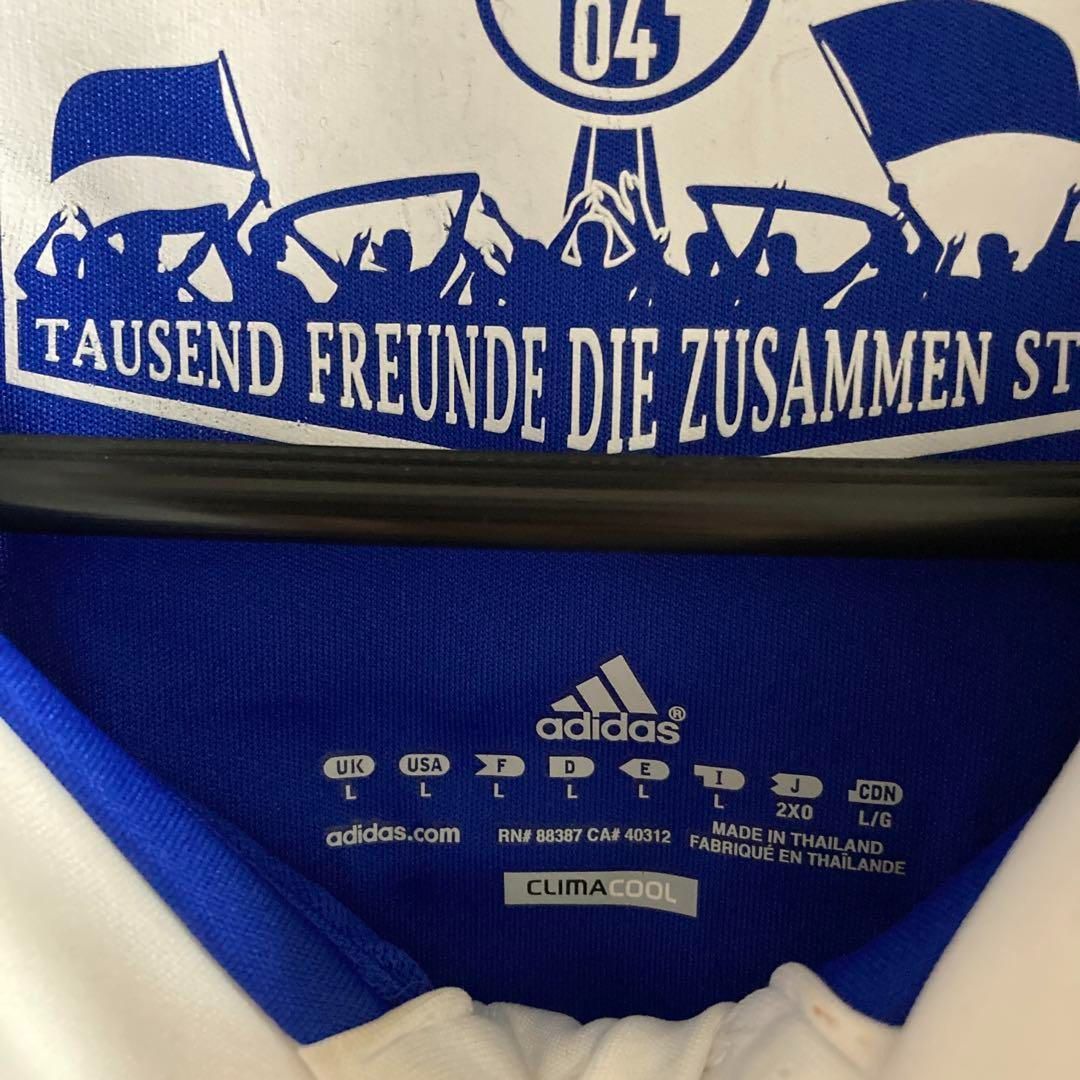 04
TAUSEND FREUNDE DIE ZUSAMMEN ST
adidas®
UK USA F D E I J CDN
L L L L L L 2XO L/G
adidas.com RN# 88387 CA# 40312 MADE IN THAILAND
FABRIQUÉ EN THAÏLANDE
CLIMACOOL